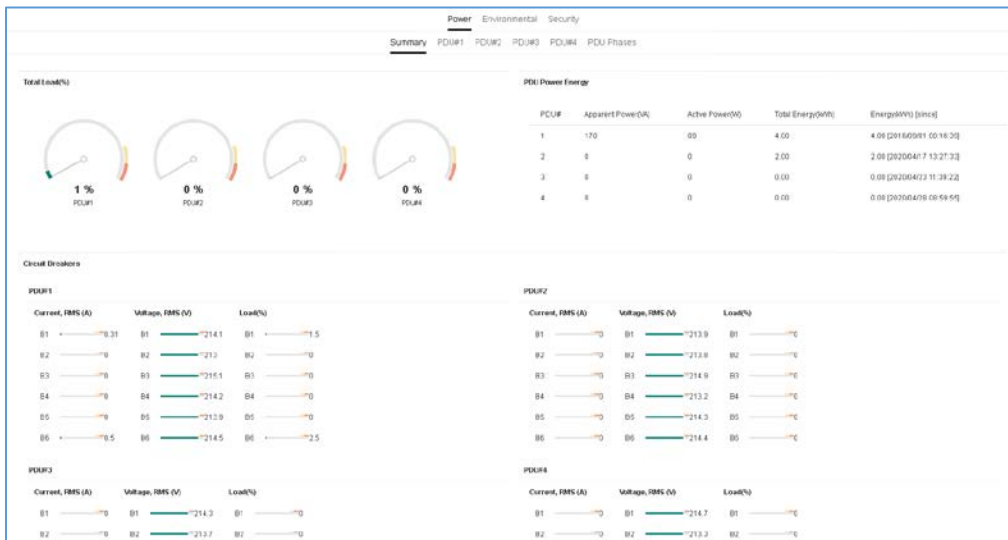 Power Environmental Security
Summary PDU#1 PDU#2 PDU#3 PDU#4 PDU Phases
Total Load(%)
1 % 0 % 0 % 0 %
PDU#1 PDU#2 PDU#3 PDU#4
PDU Power Energy
PDU# Apparent Power(VA) Active Power(W) Total Energy(kWh) Energy(kWh) [since]
1 170 4.00
2 0 0 2.00 2.00 [2020/04/17 13:27:33]
3 0 0 0.00 0.00 [2020/04/23 11:39:22]
4 0 0 0.00
Circuit Breakers
PDU#1
Current, RMS (A) Voltage, RMS (V) Load(%)
B1 0.31 B1 214.1 B1 1.5
B2 0 B2 213 B2 0
B3 0 B3 215.1 B3 0
B4 0 B4 214.2 B4 0
B5 0 B5 213.9 B5 0
B6 0.5 B6 214.5 B6 2.5
PDU#2
Current, RMS (A) Voltage, RMS (V) Load(%)
B1 0 B1 213.9 B1 0
B2 0 B2 213.8 B2 0
B3 0 B3 214.9 B3 0
B4 0 B4 213.2 B4 0
B5 0 B5 214.3 B5 0
B6 0 B6 214.4 B6 0
PDU#3
Current, RMS (A) Voltage, RMS (V) Load(%)
B1 0 B1 214.3 B1 0
B2 0 B2 213.7 B2 0
PDU#4
Current, RMS (A) Voltage, RMS (V) Load(%)
B1 0 B1 214.7 B1 0
B2 0 B2 213.3 B2 0